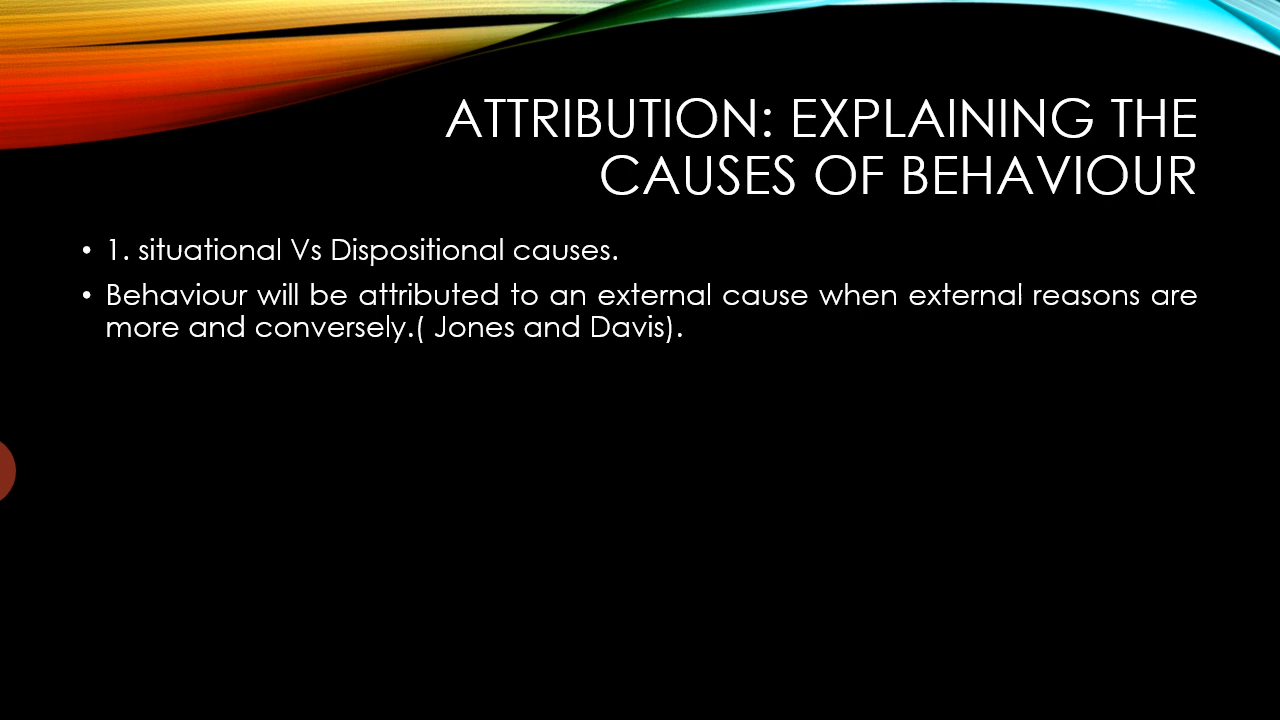 ATTRIBUTION: EXPLAINING THE
CAUSES OF BEHAVIOUR
• 1. situational Vs Dispositional causes.
• Behaviour will be attributed to an external cause when external reasons are
more and conversely.( Jones and Davis).